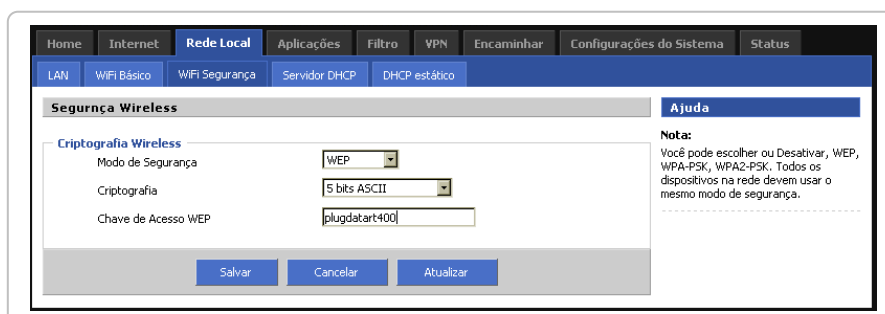 Home Internet Rede Local Aplicações Filtro VPN Encaminhar Configurações do Sistema Status
LAN WiFi Básico WiFi Segurança Servidor DHCP DHCP estático
Segurnça Wireless
Criptografia Wireless
Modo de Segurança WEP
Criptografia 5 bits ASCII
Chave de Acesso WEP plugdatart400
Salvar Cancelar Atualizar
Ajuda
Nota:
Você pode escolher ou Desativar, WEP,
WPA-PSK, WPA2-PSK. Todos os
dispositivos na rede devem usar o
mesmo modo de segurança.